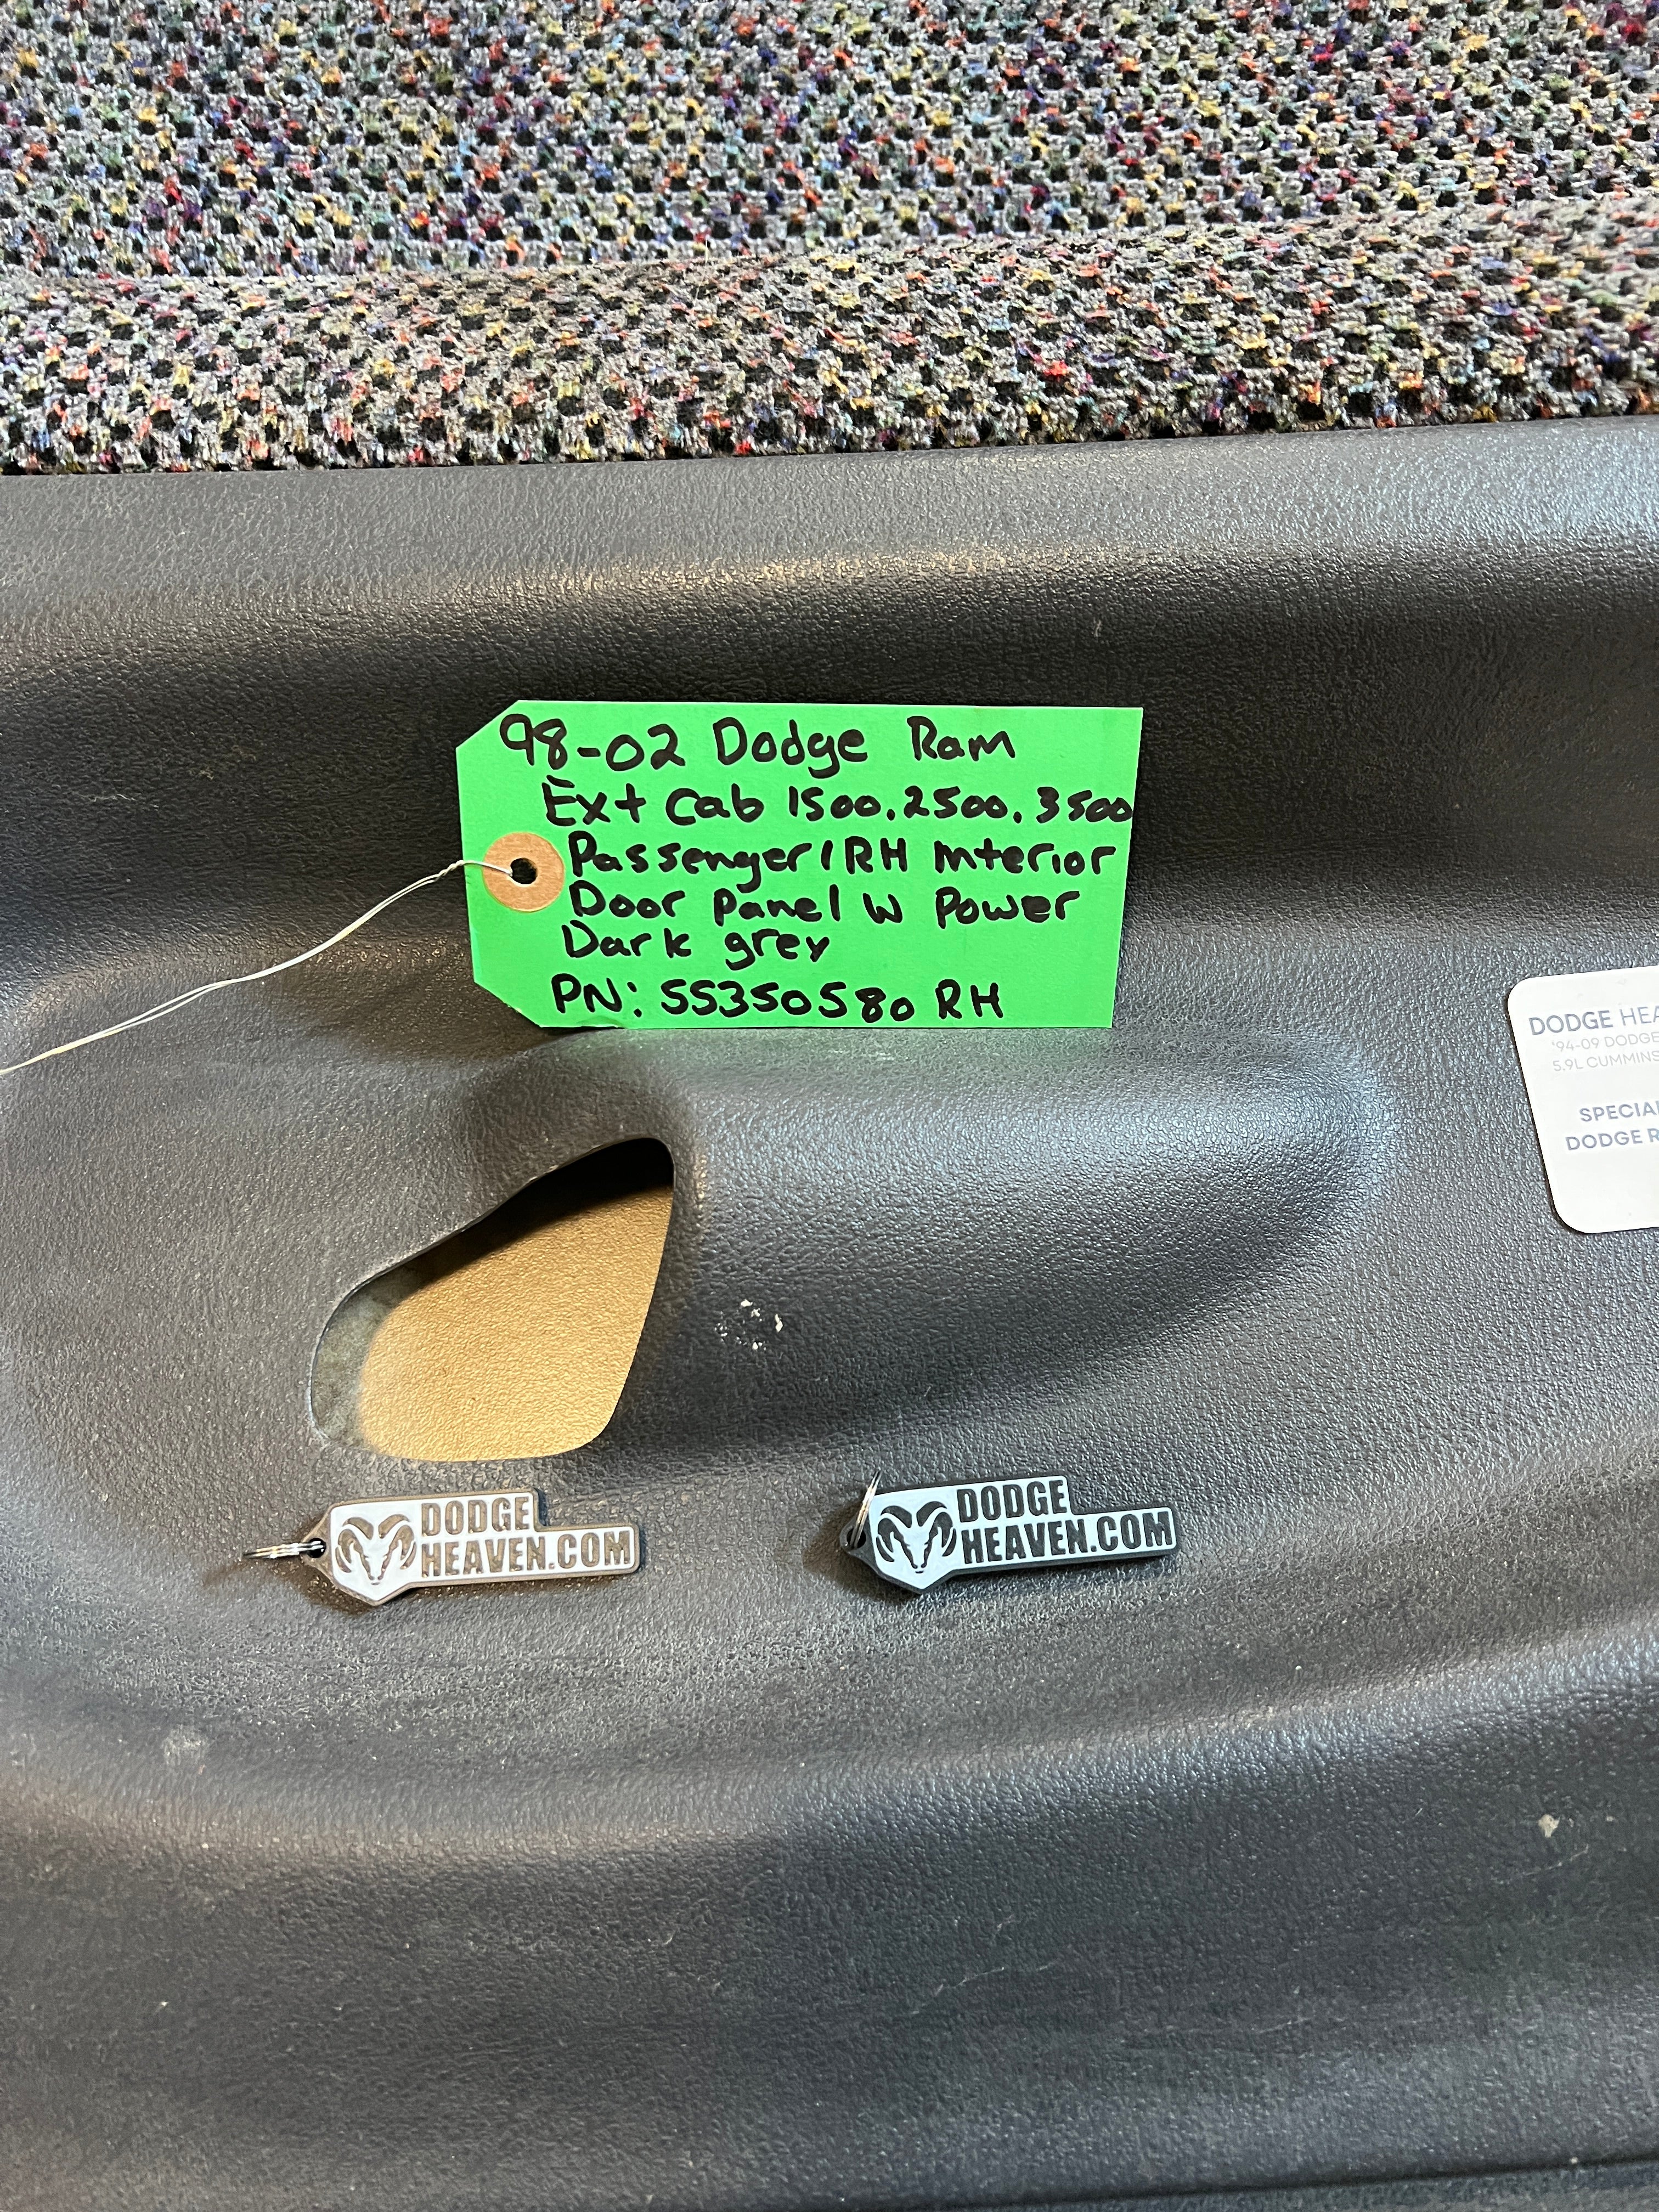 98-02 Dodge Ram
Ext cab 1500, 2500, 3500
Passenger/RH interior
Door panel w Power
Dark grey
PN: 55350580 RH
DODGE HEA
'94-09 DODGE
5.9L CUMMINS
SPECIAL
DODGE R
DODGE
HEAVEN.COM
DODGE
HEAVEN.COM